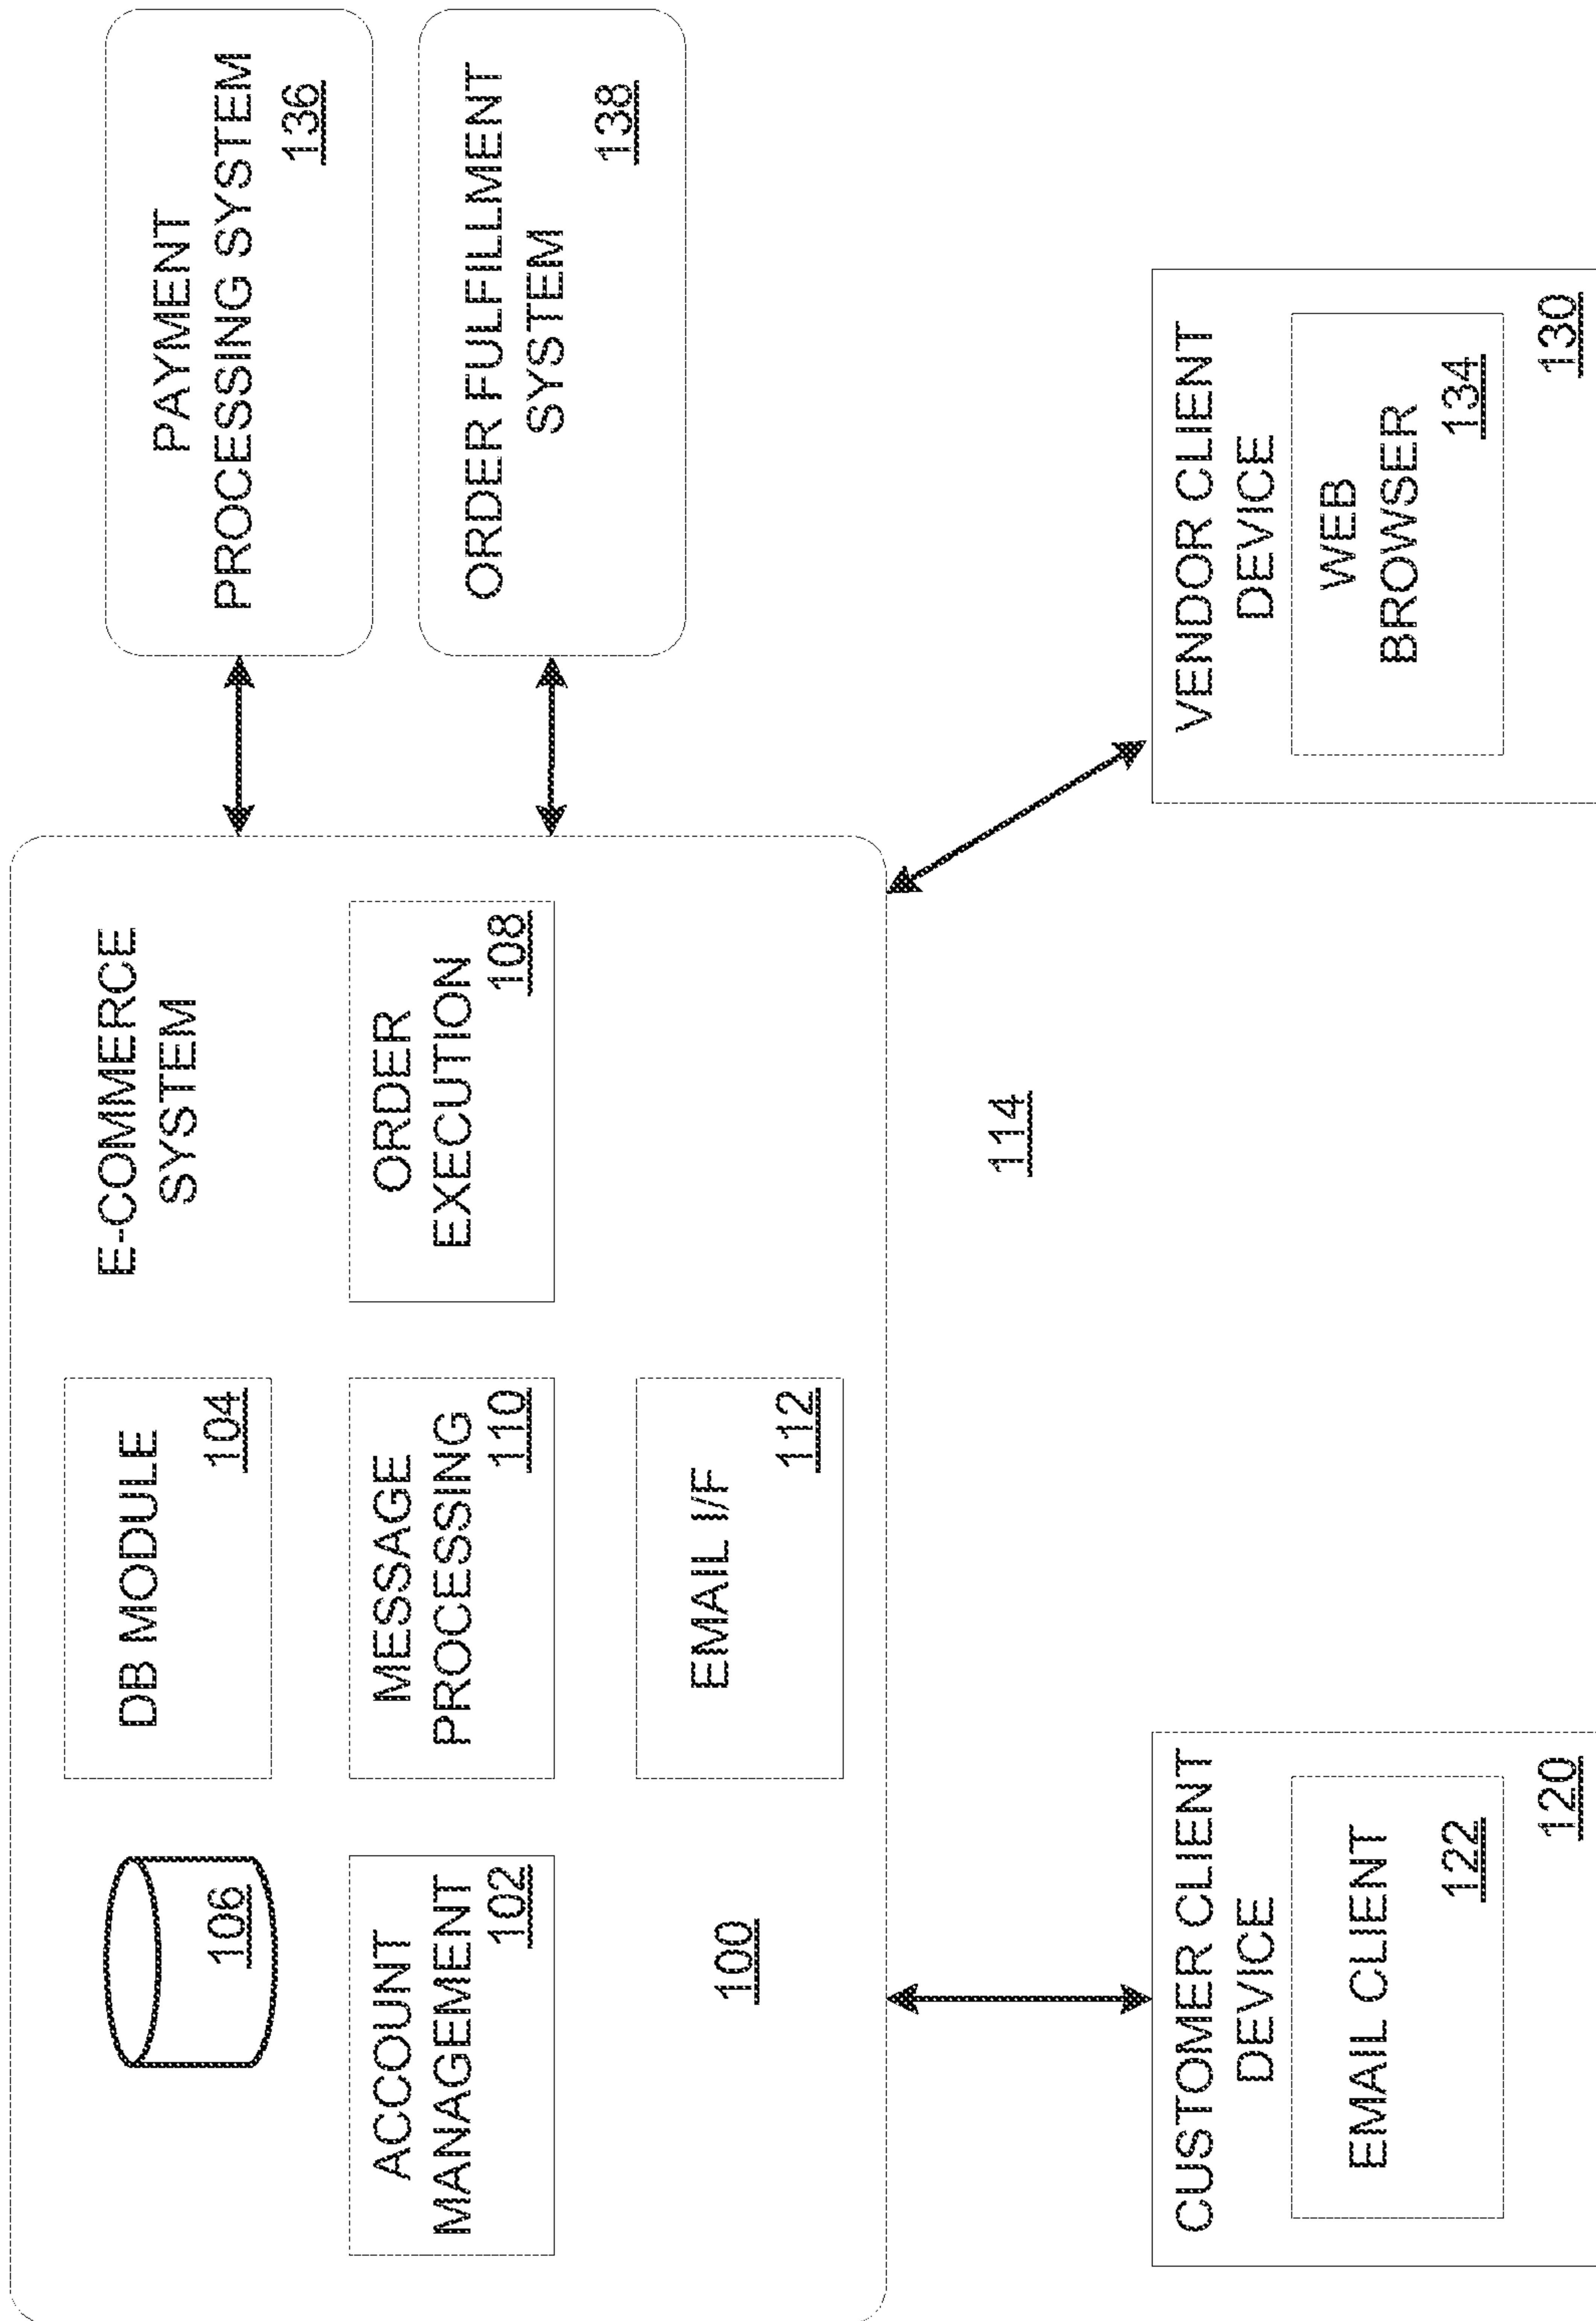 E-COMMERCE
SYSTEM
106
DB MODULE
104
ACCOUNT
MANAGEMENT
102
MESSAGE
PROCESSING
110
ORDER
EXECUTION
108
EMAIL I/F
112
100
PAYMENT
PROCESSING SYSTEM
136
ORDER FULFILLMENT
SYSTEM
138
114
CUSTOMER CLIENT
DEVICE
EMAIL CLIENT
122
120
VENDOR CLIENT
DEVICE
WEB
BROWSER
134
130